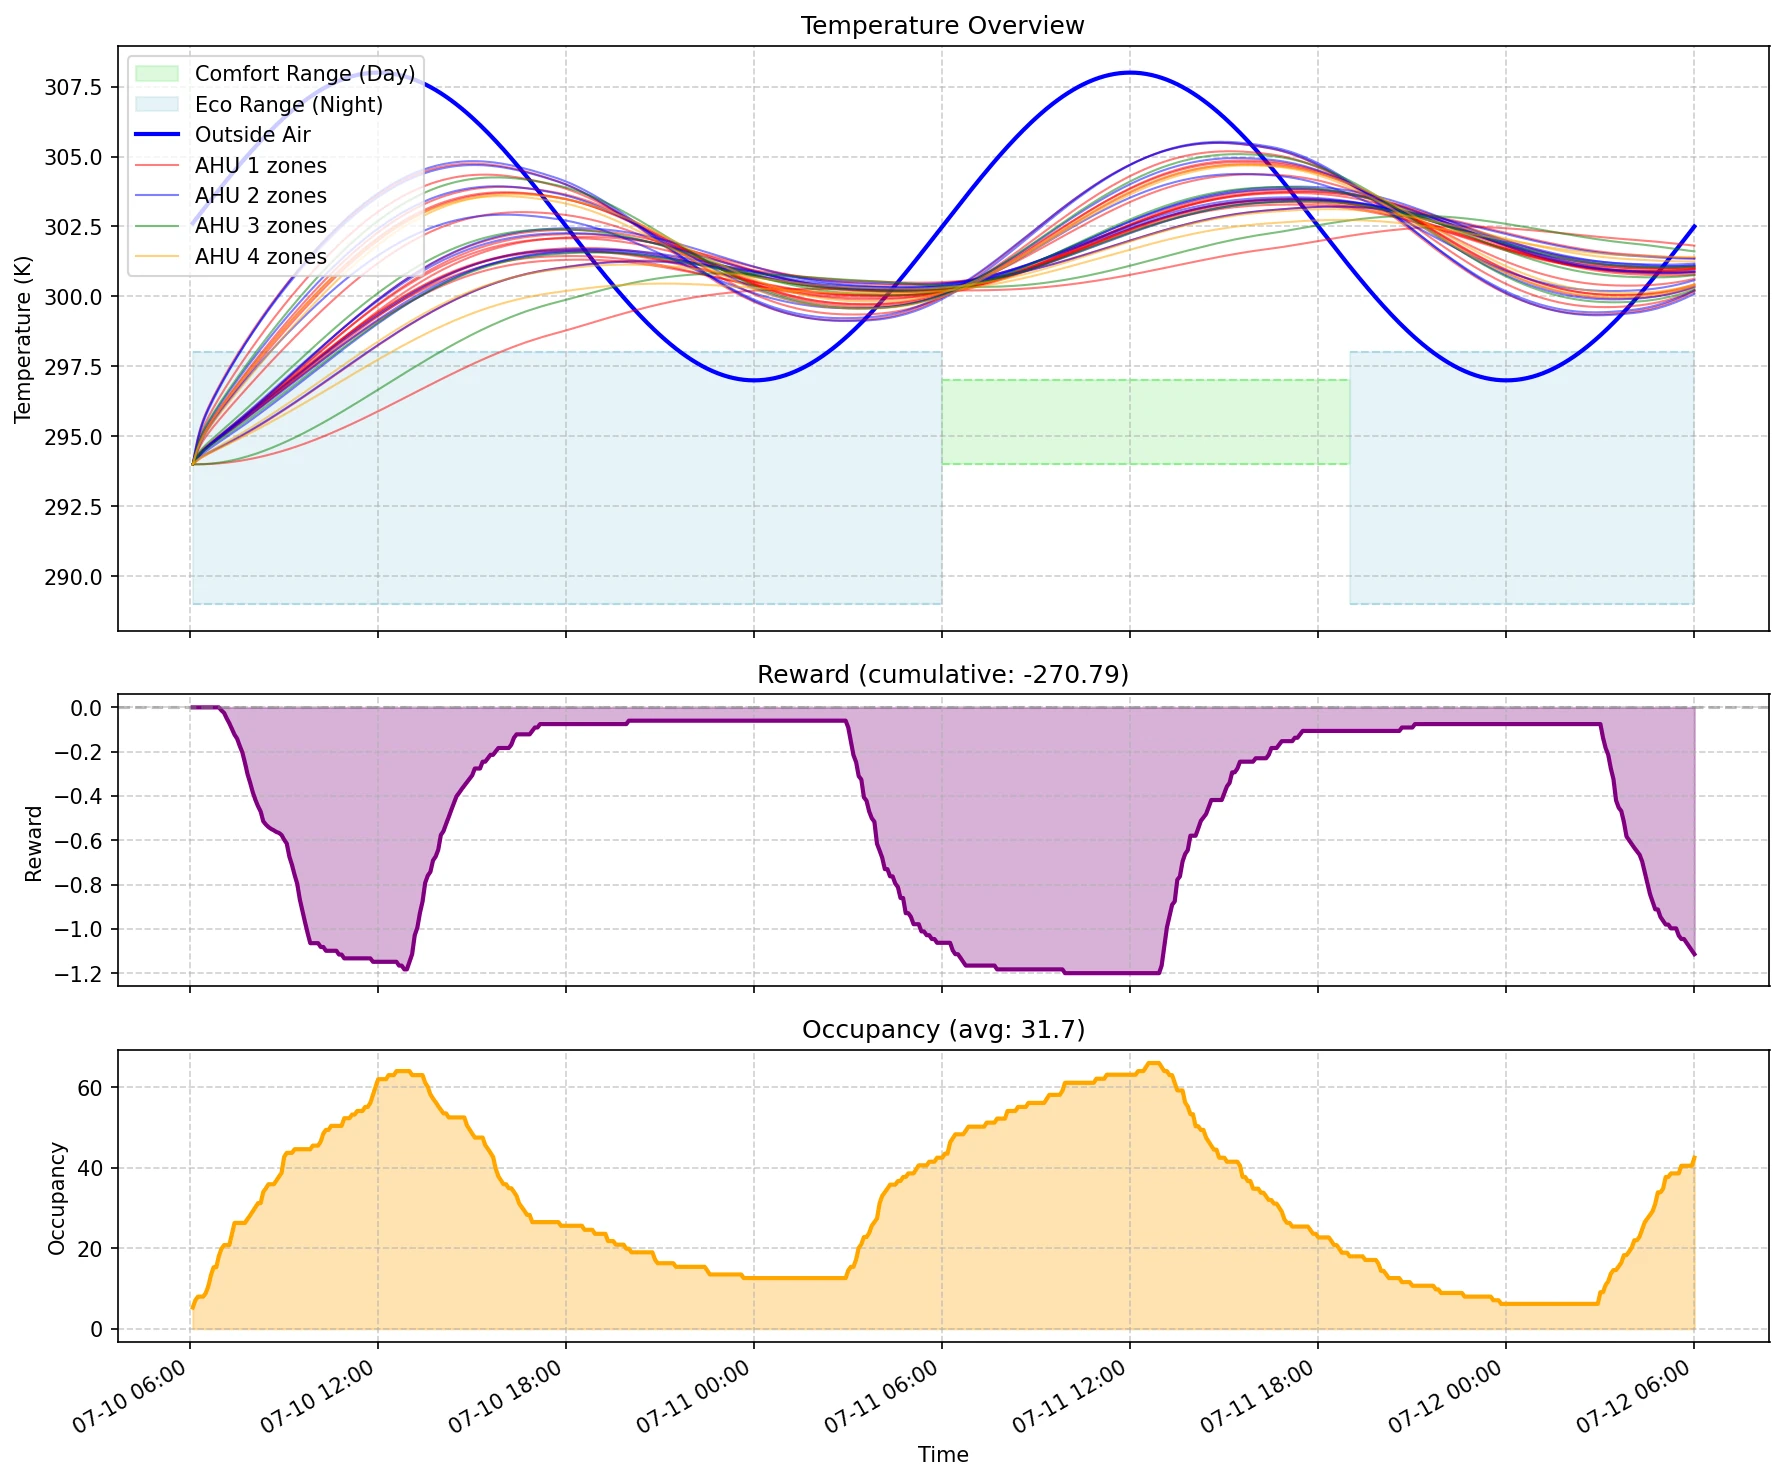 Temperature Overview
Comfort Range (Day)
Eco Range (Night)
Outside Air
AHU 1 zones
AHU 2 zones
AHU 3 zones
AHU 4 zones
Temperature (K)
307.5
305.0
302.5
300.0
297.5
295.0
292.5
290.0
Reward (cumulative: -270.79)
Reward
0.0
−0.2
−0.4
−0.6
−0.8
−1.0
−1.2
Occupancy (avg: 31.7)
Occupancy
60
40
20
0
07-10 06:00
07-10 12:00
07-10 18:00
07-11 00:00
07-11 06:00
07-11 12:00
07-11 18:00
07-12 00:00
07-12 06:00
Time